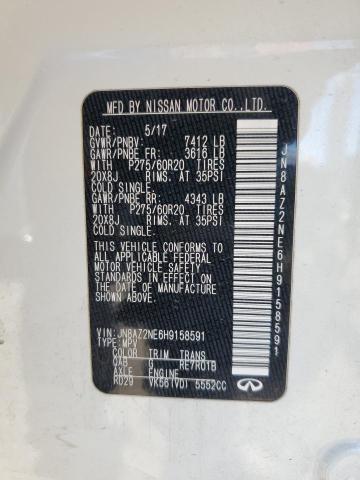 MFD BY NISSAN MOTOR CO.,LTD.
DATE: 5/17
GVWR/PNBV: 7412 LB
GAWR/PNBE FR: 3616 LB
WITH P275/60R20 TIRES
20X8J RIMS, AT 35PSI
COLD SINGLE.
GAWR/PNBE RR: 4343 LB
WITH P275/60R20 TIRES
20X8J RIMS, AT 35PSI
COLD SINGLE.
THIS VEHICLE CONFORMS TO
ALL APPLICABLE FEDERAL
MOTOR VEHICLE SAFETY
STANDARDS IN EFFECT ON
THE DATE OF MANUFACTURE
SHOWN ABOVE.
VIN: JN8AZ2NE6H9158591
TYPE: MPV
COLOR TRIM TRANS
QAB G RE7R01B
AXLE ENGINE
RD29 VK56(VD) 5552CC
INFINITI
JN8AZ2NE6H9158591